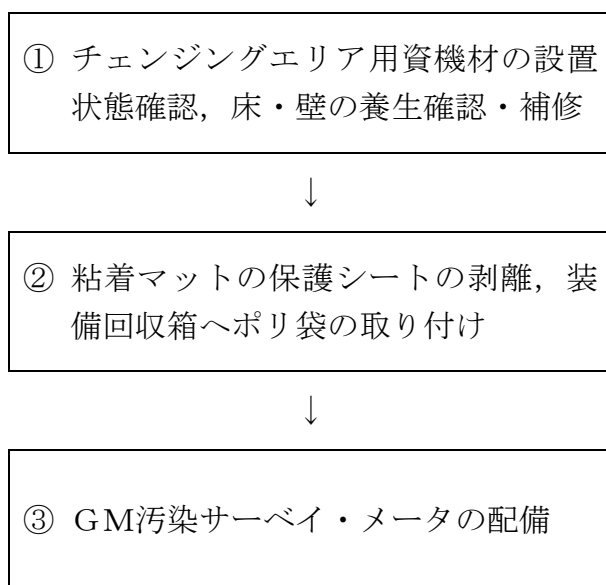 ① チェンジングエリア用資機材の設置
状態確認，床・壁の養生確認・補修
↓
② 粘着マットの保護シートの剥離，装
備回収箱へポリ袋の取り付け
↓
③ ＧＭ汚染サーベイ・メータの配備